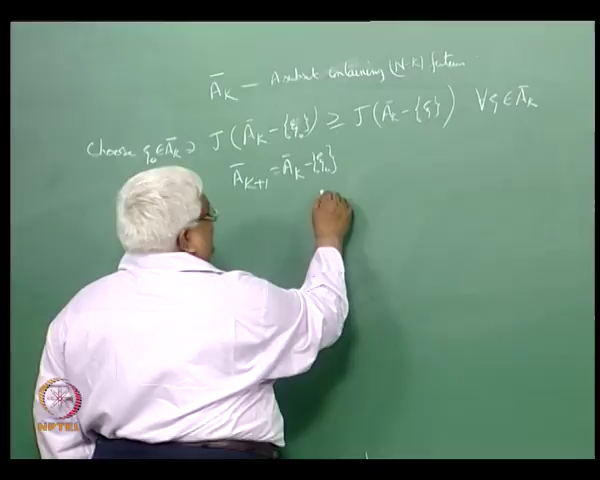 Ā_K — A subset containing (N-K) features
Choose ξ₀ ∈ Ā_K ∋ J(Ā_K - {ξ₀}) ≥ J(Ā_K - {ξ}) ∀ ξ ∈ Ā_K
Ā_{K+1} = Ā_K - {ξ₀}
NPTEL